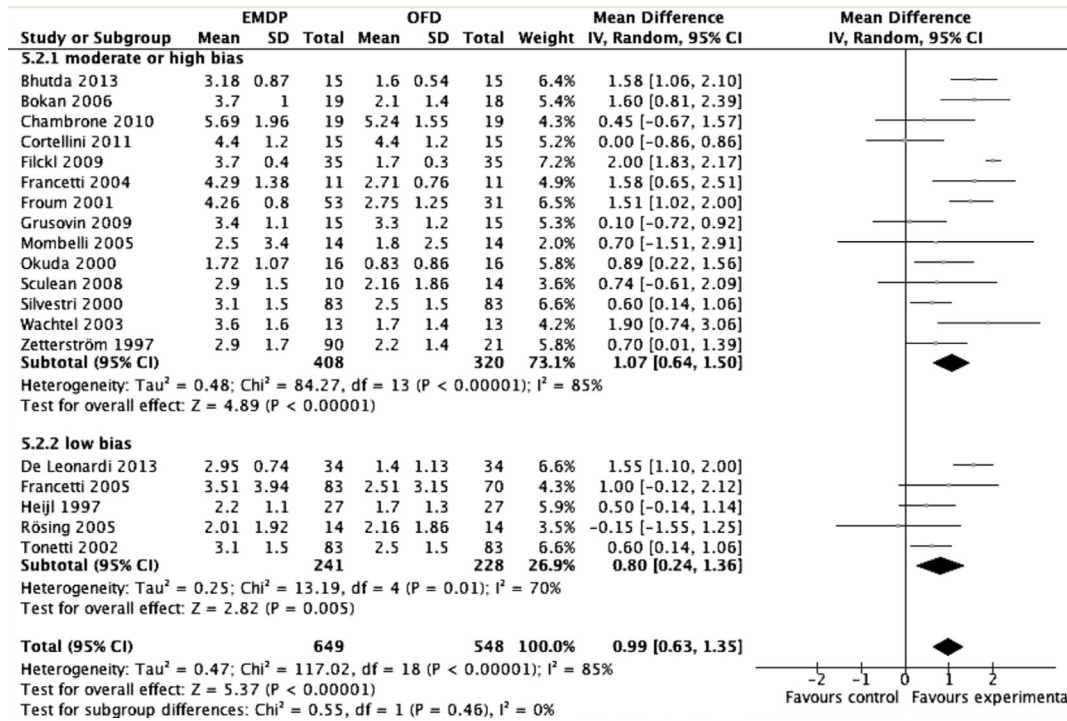 EMDP OFD Mean Difference Mean Difference
Study or Subgroup Mean SD Total Mean SD Total Weight IV, Random, 95% CI IV, Random, 95% CI
5.2.1 moderate or high bias
Bhutda 2013 3.18 0.87 15 1.6 0.54 15 6.4% 1.58 [1.06, 2.10]
Bokan 2006 3.7 1 19 2.1 1.4 18 5.4% 1.60 [0.81, 2.39]
Chambrone 2010 5.69 1.96 19 5.24 1.55 19 4.3% 0.45 [-0.67, 1.57]
Cortellini 2011 4.4 1.2 15 4.4 1.2 15 5.2% 0.00 [-0.86, 0.86]
Filckl 2009 3.7 0.4 35 1.7 0.3 35 7.2% 2.00 [1.83, 2.17]
Francetti 2004 4.29 1.38 11 2.71 0.76 11 4.9% 1.58 [0.65, 2.51]
Froum 2001 4.26 0.8 53 2.75 1.25 31 6.5% 1.51 [1.02, 2.00]
Grusovin 2009 3.4 1.1 15 3.3 1.2 15 5.3% 0.10 [-0.72, 0.92]
Mombelli 2005 2.5 3.4 14 1.8 2.5 14 2.0% 0.70 [-1.51, 2.91]
Okuda 2000 1.72 1.07 16 0.83 0.86 16 5.8% 0.89 [0.22, 1.56]
Sculean 2008 2.9 1.5 10 2.16 1.86 14 3.7% 0.74 [-0.61, 2.09]
Silvestri 2000 3.1 1.5 83 2.5 1.5 83 6.6% 0.60 [0.14, 1.06]
Wachtel 2003 3.6 1.6 13 1.7 1.4 13 4.2% 1.90 [0.74, 3.06]
Zetterström 1997 2.9 1.7 90 2.2 1.4 21 5.7% 0.70 [0.01, 1.39]
Subtotal (95% CI) 408 320 73.1% 1.07 [0.64, 1.50]
Heterogeneity: Tau² = 0.48; Chi² = 84.27, df = 13 (P < 0.00001); I² = 85%
Test for overall effect: Z = 4.89 (P < 0.00001)
5.2.2 low bias
De Leonardi 2013 2.95 0.74 34 1.4 1.13 34 6.6% 1.55 [1.10, 2.00]
Francetti 2005 3.51 3.94 83 2.51 3.15 70 4.3% 1.00 [-0.12, 2.12]
Heijl 1997 2.2 1.1 27 1.7 1.3 27 5.9% 0.50 [-0.14, 1.14]
Rösing 2005 2.01 1.92 14 2.16 1.86 14 3.6% -0.15 [-1.55, 1.25]
Tonetti 2002 3.1 1.5 83 2.5 1.5 83 6.6% 0.60 [0.14, 1.06]
Subtotal (95% CI) 241 228 26.9% 0.80 [0.24, 1.36]
Heterogeneity: Tau² = 0.25; Chi² = 13.19, df = 4 (P = 0.01); I² = 70%
Test for overall effect: Z = 2.82 (P = 0.005)
Total (95% CI) 649 548 100.0% 0.99 [0.63, 1.35]
Heterogeneity: Tau² = 0.47; Chi² = 117.02, df = 18 (P < 0.00001); I² = 85%
Test for overall effect: Z = 5.37 (P < 0.00001)
Test for subgroup differences: Chi² = 0.55, df = 1 (P = 0.46), I² = 0%
-2 -1 0 1 2
Favours control Favours experimenta